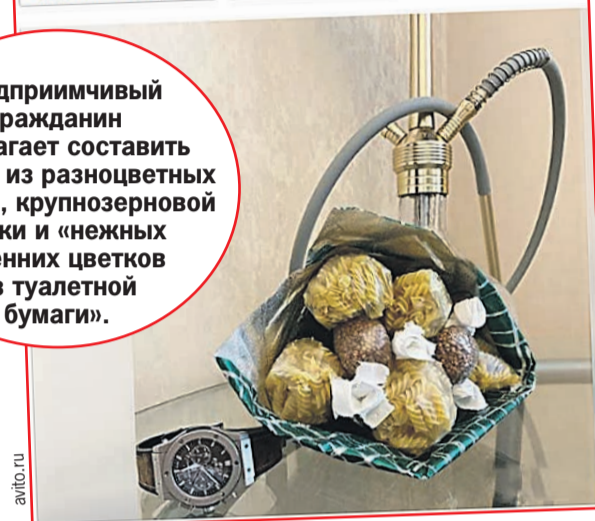 дприимчивый
ражданин
агает составить
из разноцветных
, крупнозерновой
ки и «нежных
енних цветков
з туалетной
бумаги».
avito.ru